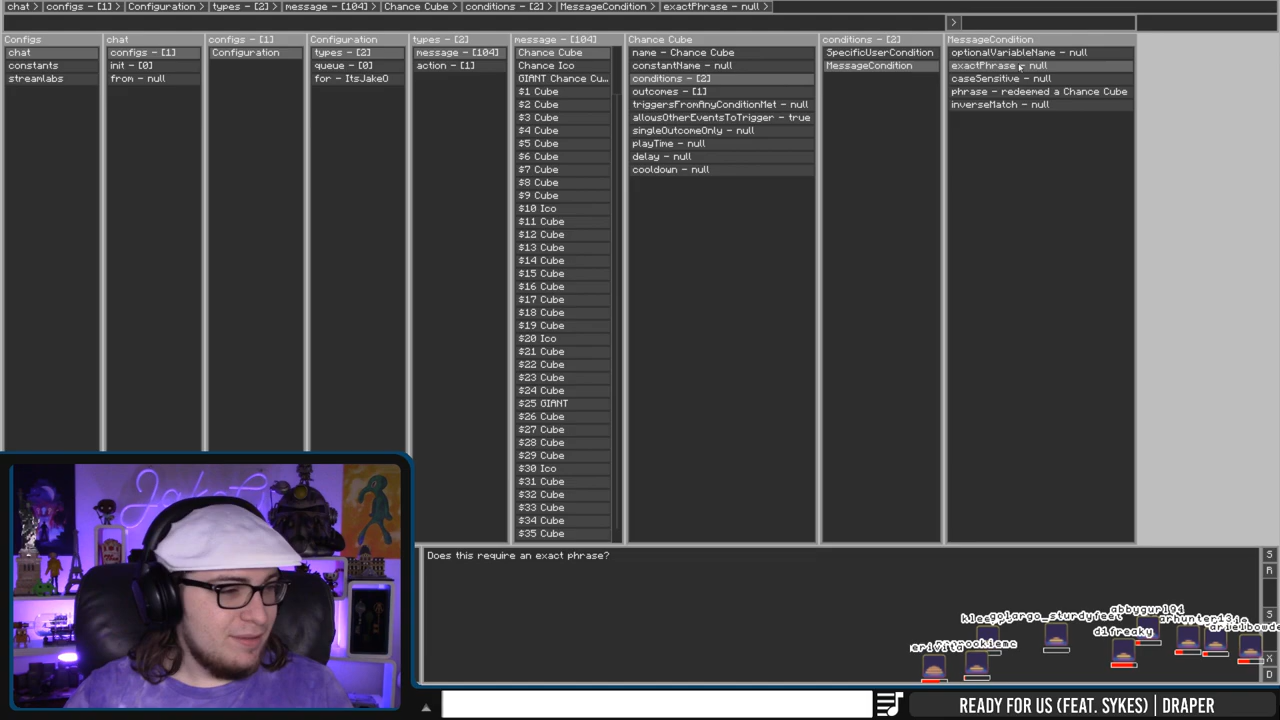 chat > configs - [1] > Configuration > types - [2] > message - [104] > Chance Cube > conditions - [2] > MessageCondition > exactPhrase - null >
>
Configs
chat
constants
streamlabs
chat
configs - [1]
init - [0]
from - null
configs - [1]
Configuration
Configuration
types - [2]
queue - [0]
for - ItsJakeO
types - [2]
message - [104]
action - [1]
message - [104]
Chance Cube
Chance Ico
GIANT Chance Cu...
$1 Cube
$2 Cube
$3 Cube
$4 Cube
$5 Cube
$6 Cube
$7 Cube
$8 Cube
$9 Cube
$10 Ico
$11 Cube
$12 Cube
$13 Cube
$14 Cube
$15 Cube
$16 Cube
$17 Cube
$18 Cube
$19 Cube
$20 Ico
$21 Cube
$22 Cube
$23 Cube
$24 Cube
$25 GIANT
$26 Cube
$27 Cube
$28 Cube
$29 Cube
$30 Ico
$31 Cube
$32 Cube
$33 Cube
$34 Cube
$35 Cube
Chance Cube
name - Chance Cube
constantName - null
conditions - [2]
outcomes - [1]
triggersFromAnyConditionMet - null
allowsOtherEventsToTrigger - true
singleOutcomeOnly - null
playTime - null
delay - null
cooldown - null
conditions - [2]
SpecificUserCondition
MessageCondition
MessageCondition
optionalVariableName - null
exactPhrase - null
caseSensitive - null
phrase - redeemed a Chance Cube
inverseMatch - null
Does this require an exact phrase?
S
R
S
X
D
abbygurl04
d1freaky
READY FOR US (FEAT. SYKES) | DRAPER